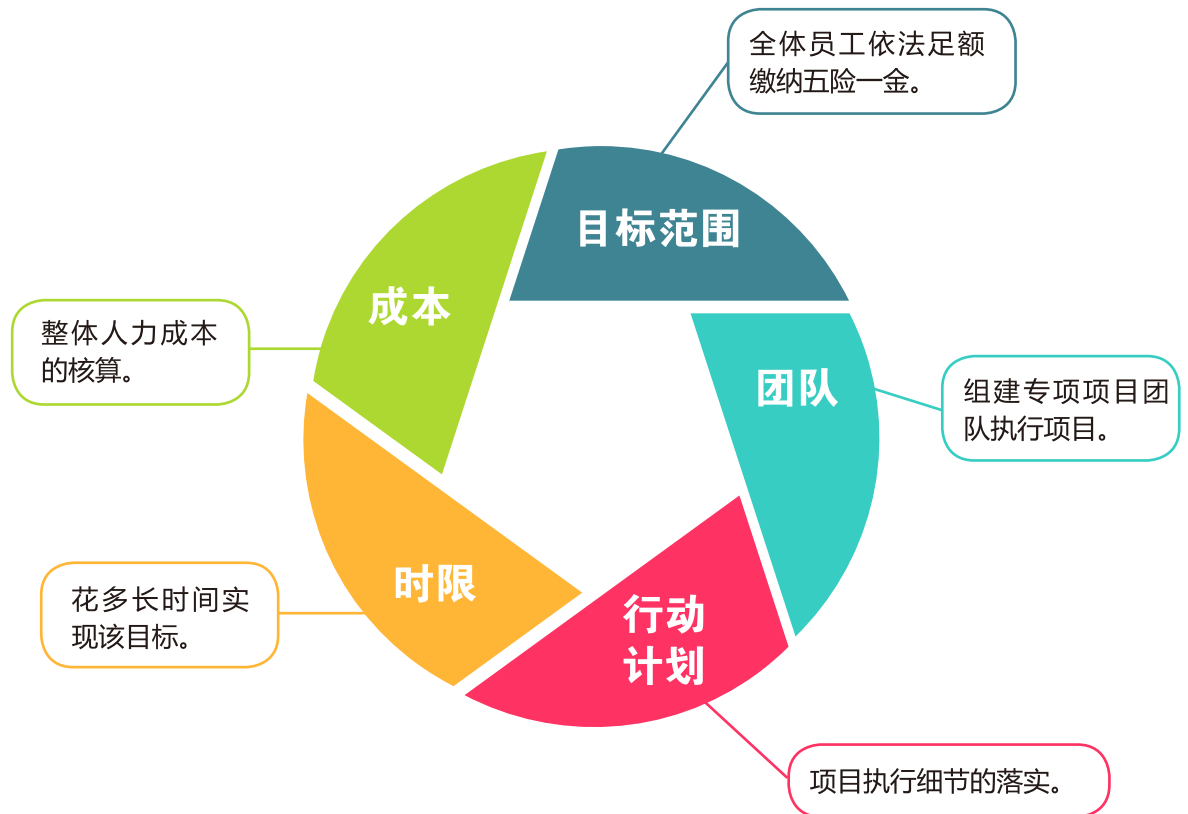 全体员工依法足额
缴纳五险一金。
目标范围
成本
整体人力成本
的核算。
团队
组建专项项目团
队执行项目。
时限
花多长时间实
现该目标。
行动
计划
项目执行细节的落实。